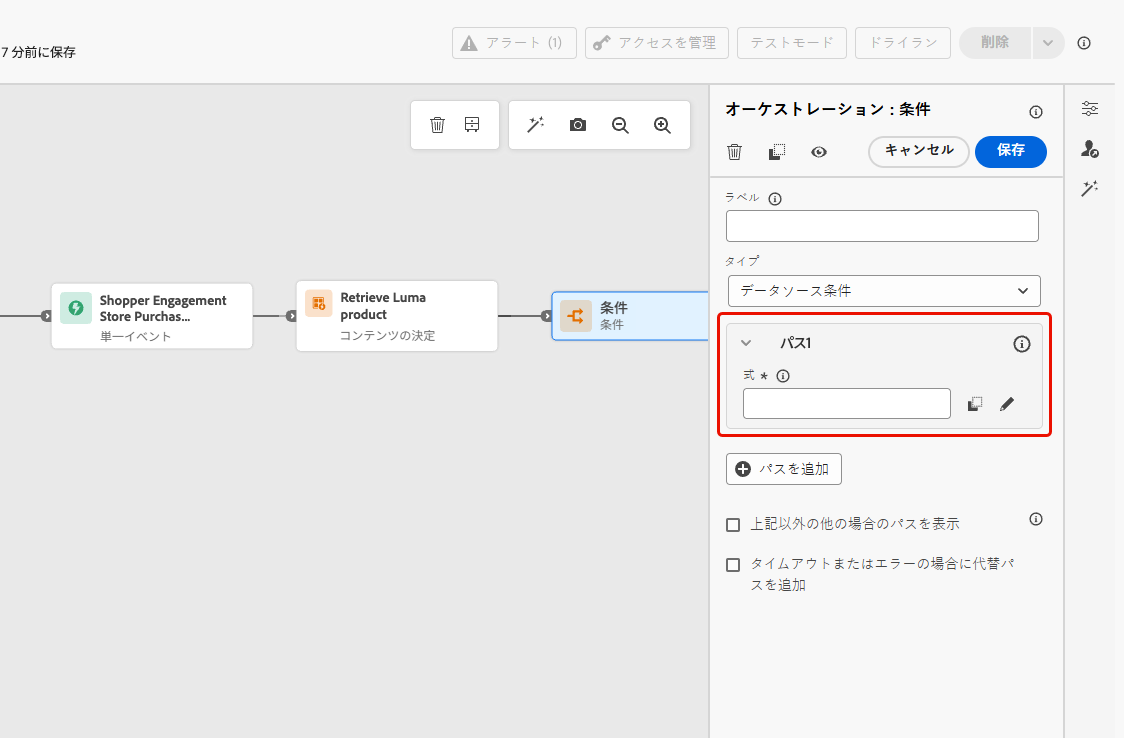 7 分前に保存
アラート (1)
アクセスを管理
テストモード
ドライラン
削除
オーケストレーション : 条件
キャンセル
保存
ラベル
タイプ
データソース条件
Shopper Engagement
Store Purchas...
単一イベント
Retrieve Luma
product
コンテンツの決定
条件
条件
パス1
式 *
パスを追加
上記以外の他の場合のパスを表示
タイムアウトまたはエラーの場合に代替パ
スを追加